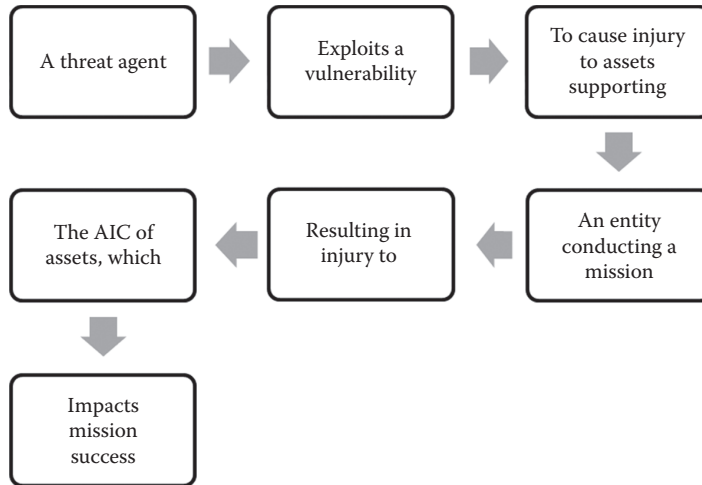 A threat agent
Exploits a
vulnerability
To cause injury
to assets
supporting
An entity
conducting a
mission
Resulting in
injury to
The AIC of
assets, which
Impacts
mission
success